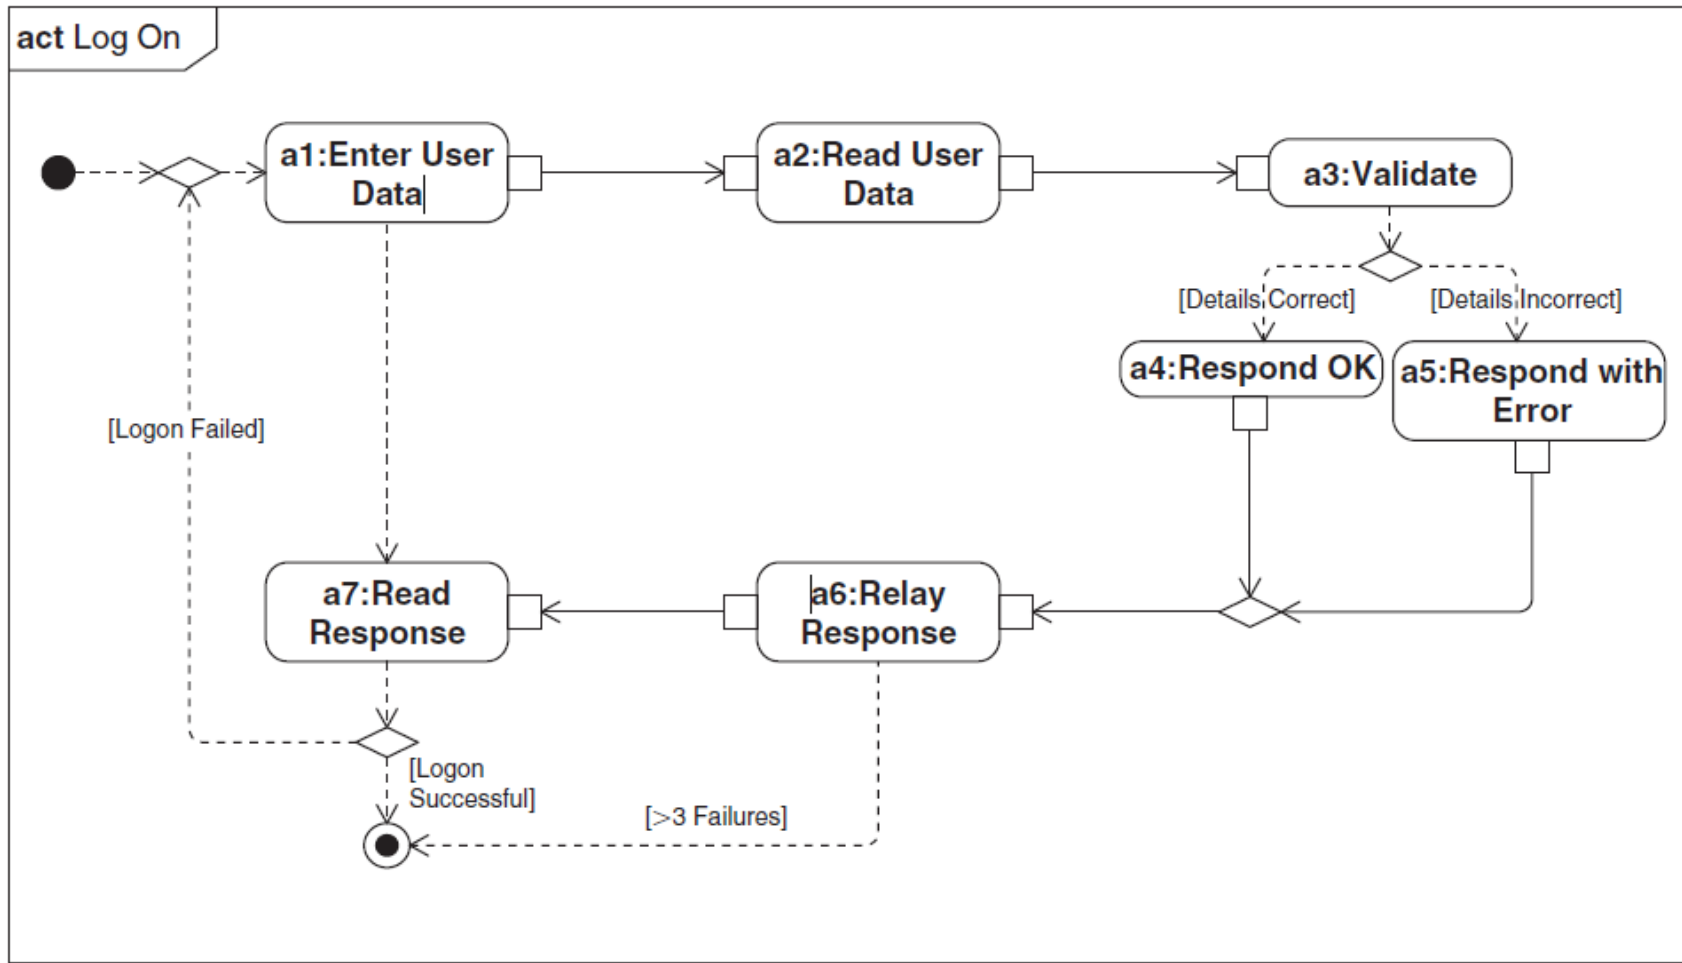 act Log On
a1:Enter User
Data
a2:Read User
Data
a3:Validate
[Details Correct]
[Details Incorrect]
a4:Respond OK
a5:Respond with
Error
[Logon Failed]
a7:Read
Response
a6:Relay
Response
[Logon
Successful]
[>3 Failures]